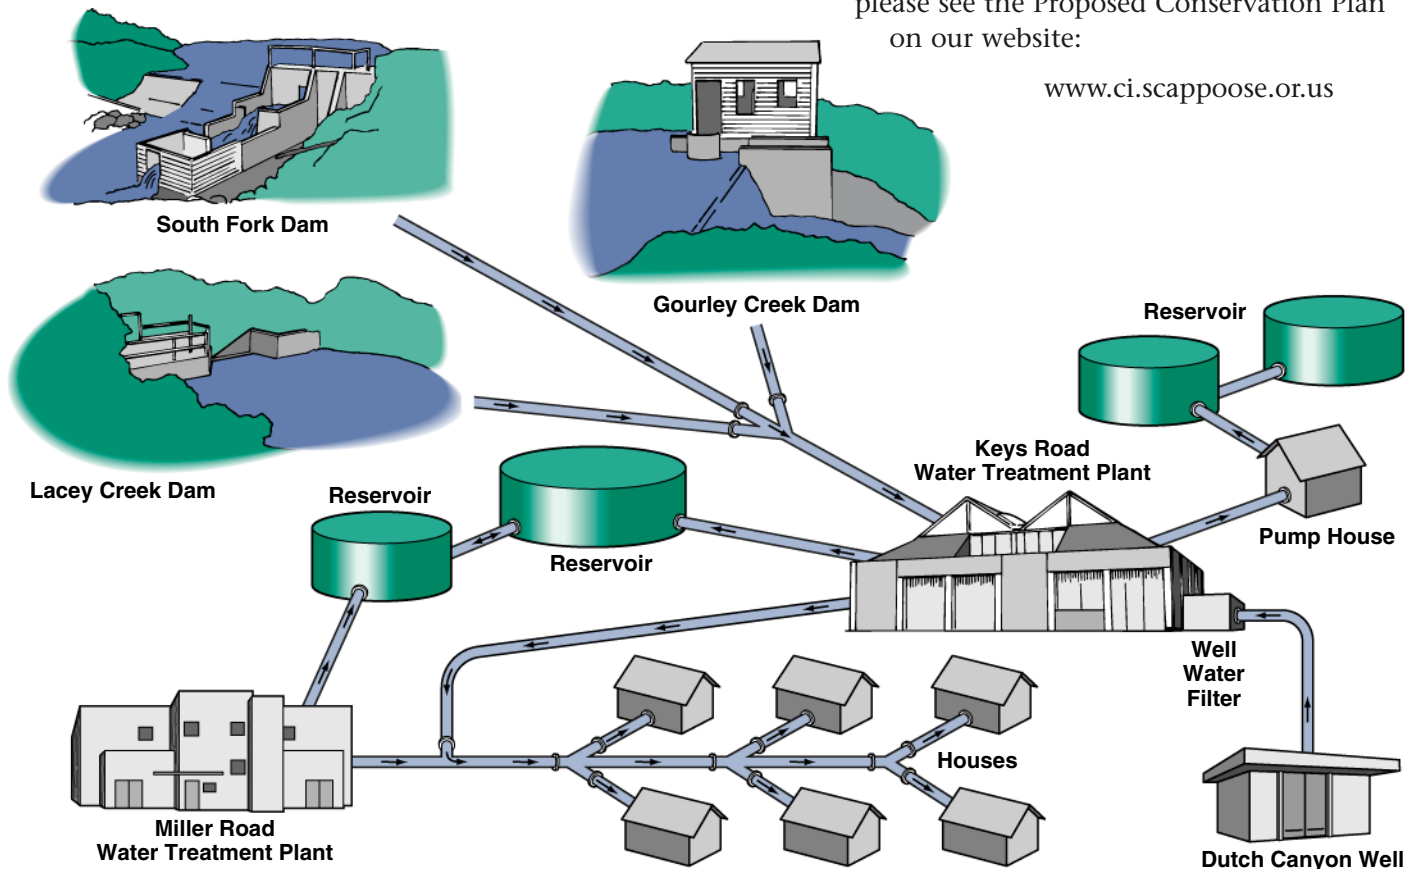 please see the Proposed Conservation Plan
on our website:
www.ci.scappoose.or.us
South Fork Dam
Gourley Creek Dam
Lacey Creek Dam
Reservoir
Reservoir
Reservoir
Keys Road
Water Treatment Plant
Pump House
Well
Water
Filter
Houses
Miller Road
Water Treatment Plant
Dutch Canyon Well